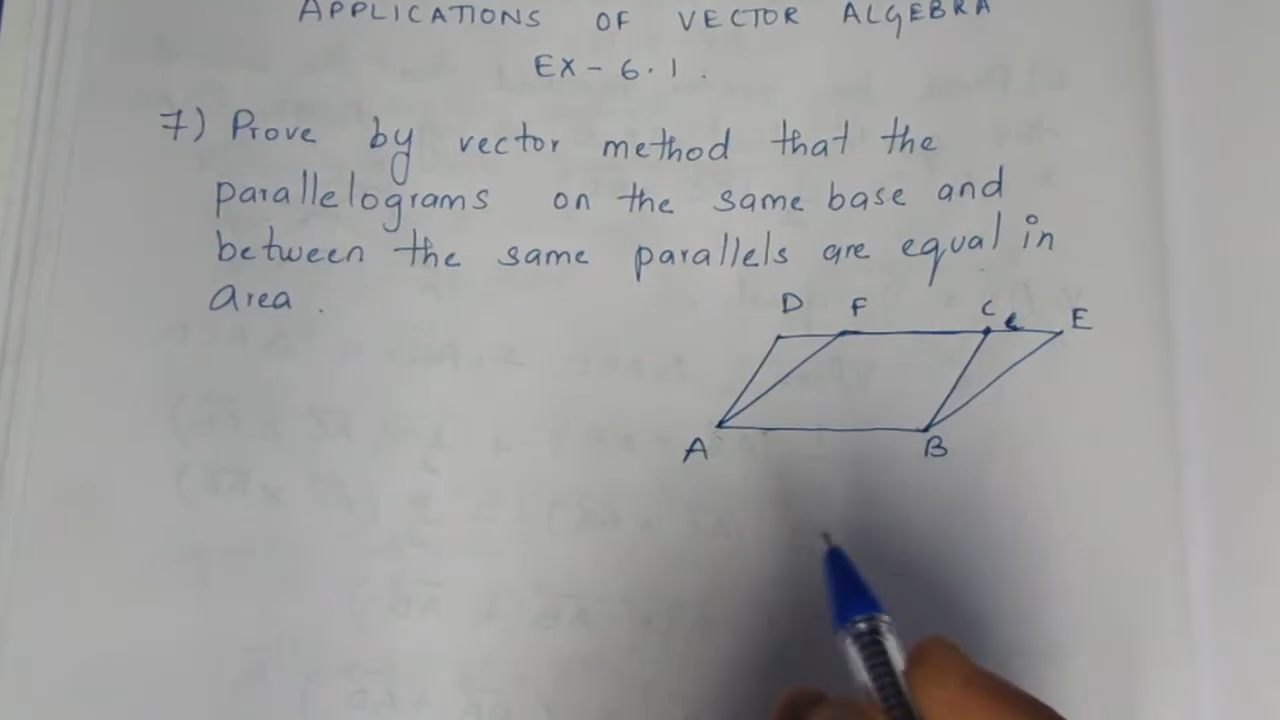 APPLICATIONS OF VECTOR ALGEBRA
EX - 6.1.
7) Prove by vector method that the
parallelograms on the same base and
between the same parallels are equal in
area.
D F C E
A B